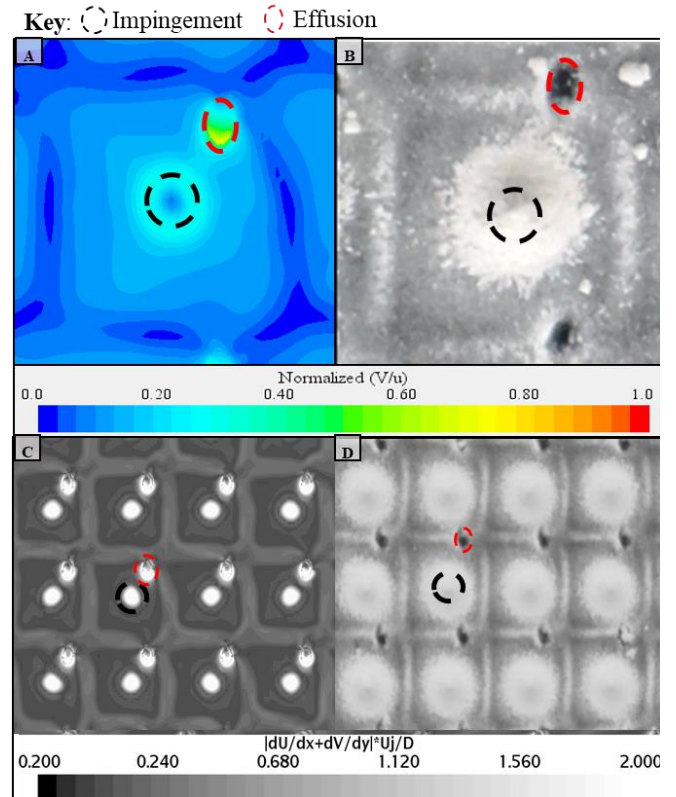 Key: Impingement Effusion
A B
Normalized (V/u)
0.0 0.20 0.40 0.60 0.80 1.0
C D
|dU/dx+dV/dy|*Uj/D
0.200 0.240 0.680 1.120 1.560 2.000